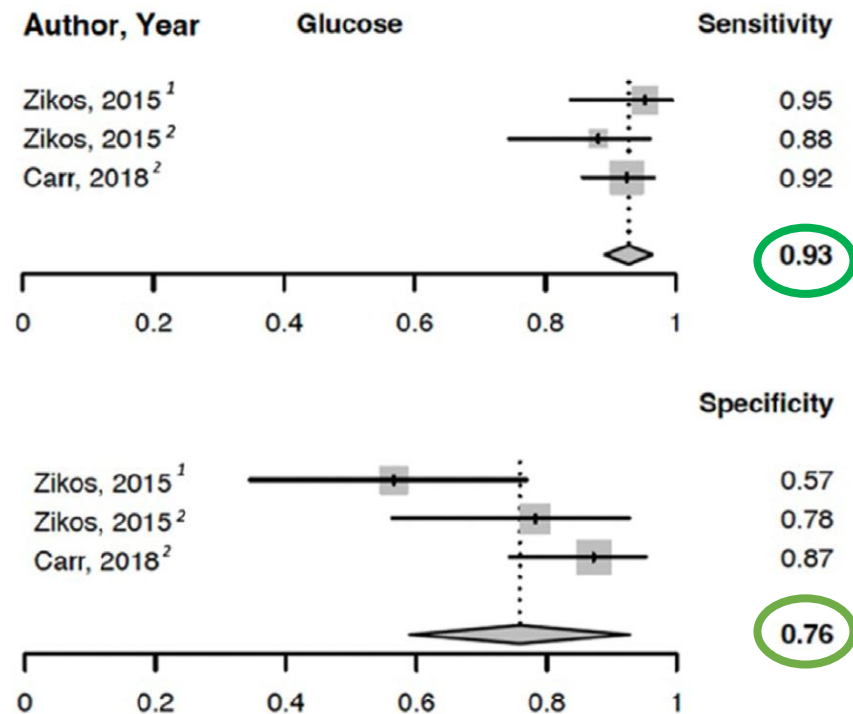 Author, Year Glucose Sensitivity
Zikos, 2015 1 0.95
Zikos, 2015 2 0.88
Carr, 2018 2 0.92
0.93
0 0.2 0.4 0.6 0.8 1
Specificity
Zikos, 2015 1 0.57
Zikos, 2015 2 0.78
Carr, 2018 2 0.87
0.76
0 0.2 0.4 0.6 0.8 1